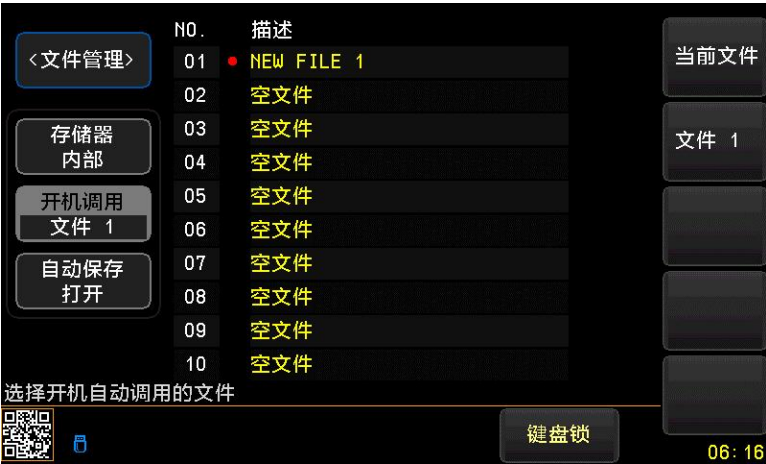 <文件管理>
存储器
内部
开机调用
文件 1
自动保存
打开
NO. 描述
01 NEW FILE 1
02 空文件
03 空文件
04 空文件
05 空文件
06 空文件
07 空文件
08 空文件
09 空文件
10 空文件
当前文件
文件 1
选择开机自动调用的文件
键盘锁
06:16